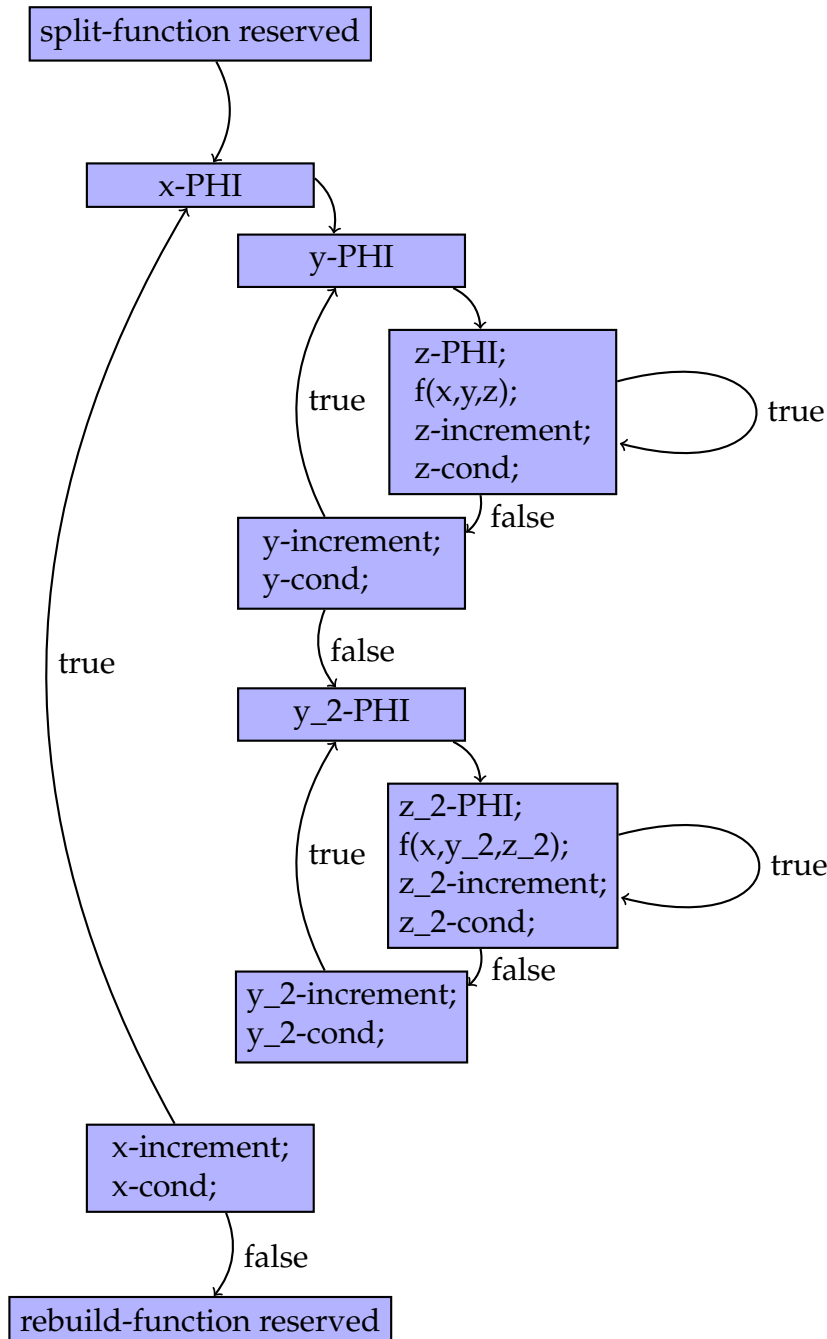 split-function reserved
x-PHI
y-PHI
z-PHI;
f(x,y,z);
z-increment;
z-cond;
true
true
false
y-increment;
y-cond;
false
true
y_2-PHI
z_2-PHI;
f(x,y_2,z_2);
z_2-increment;
z_2-cond;
true
true
false
y_2-increment;
y_2-cond;
x-increment;
x-cond;
false
rebuild-function reserved